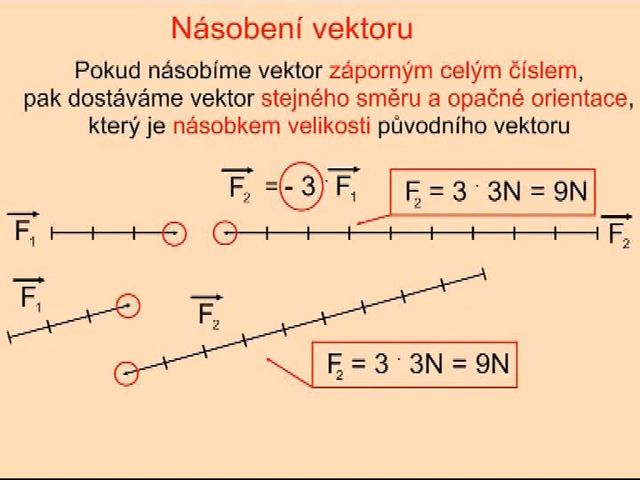 Násobení vektoru
Pokud násobíme vektor záporným celým číslem,
pak dostáváme vektor stejného směru a opačné orientace,
který je násobkem velikosti původního vektoru
F₂ = - 3 · F₁
F₂ = 3 · 3N = 9N
F₁
F₂
F₁
F₂
F₂ = 3 · 3N = 9N